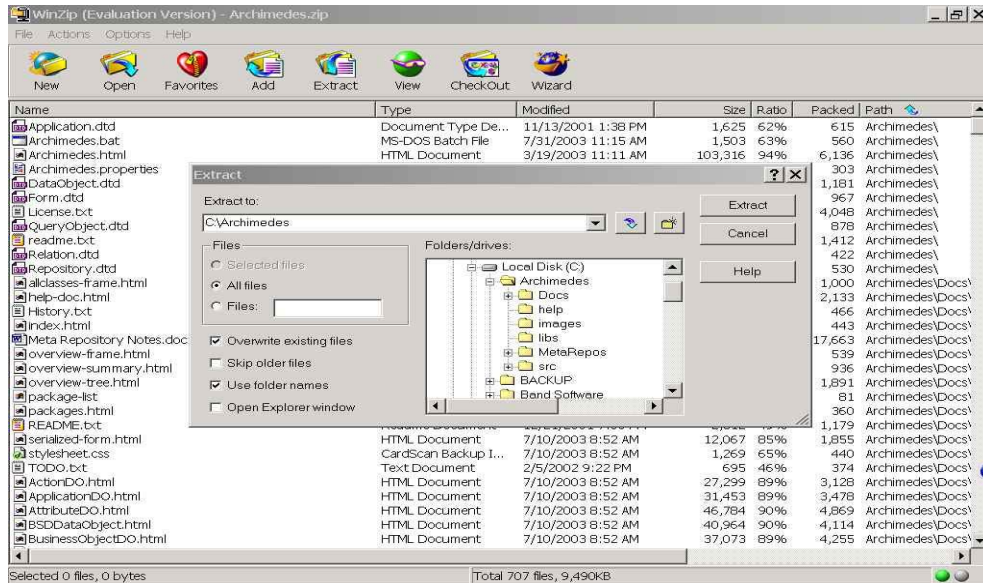 WinZip (Evaluation Version) - Archimedes.zip
File Actions Options Help
New Open Favorites Add Extract View CheckOut Wizard
Name Type Modified Size Ratio Packed Path
Application.dtd Document Type De... 11/13/2001 1:38 PM 1,625 62% 615 Archimedes\
Archimedes.bat MS-DOS Batch File 7/31/2003 11:15 AM 1,503 63% 560 Archimedes\
Archimedes.html HTML Document 3/19/2003 11:11 AM 103,316 94% 6,136 Archimedes\
Archimedes.properties 303 Archimedes\
DataObject.dtd 1,181 Archimedes\
Form.dtd 967 Archimedes\
License.txt 4,048 Archimedes\
QueryObject.dtd 878 Archimedes\
readme.txt 1,412 Archimedes\
Relation.dtd 422 Archimedes\
Repository.dtd 530 Archimedes\
allclasses-frame.html 1,000 Archimedes\Docs\
help-doc.html 2,133 Archimedes\Docs\
History.txt 466 Archimedes\Docs\
index.html 443 Archimedes\Docs\
Meta Repository Notes.doc 17,663 Archimedes\Docs\
overview-frame.html 539 Archimedes\Docs\
overview-summary.html 936 Archimedes\Docs\
overview-tree.html 1,891 Archimedes\Docs\
package-list 81 Archimedes\Docs\
packages.html 360 Archimedes\Docs\
README.txt 1,179 Archimedes\Docs\
serialized-form.html HTML Document 7/10/2003 8:52 AM 12,067 85% 1,855 Archimedes\Docs\
stylesheet.css CardScan Backup I... 7/10/2003 8:52 AM 1,269 65% 440 Archimedes\Docs\
TODO.txt Text Document 2/5/2002 9:22 PM 695 46% 374 Archimedes\Docs\
ActionDO.html HTML Document 7/10/2003 8:52 AM 27,299 89% 3,128 Archimedes\Docs\
ApplicationDO.html HTML Document 7/10/2003 8:52 AM 31,453 89% 3,478 Archimedes\Docs\
AttributeDO.html HTML Document 7/10/2003 8:52 AM 46,784 90% 4,869 Archimedes\Docs\
BSDDataObject.html HTML Document 7/10/2003 8:52 AM 40,964 90% 4,114 Archimedes\Docs\
BusinessObjectDO.html HTML Document 7/10/2003 8:52 AM 37,073 89% 4,255 Archimedes\Docs\
Extract
Extract to:
C:\Archimedes
Files
Selected files
All files
Files:
Overwrite existing files
Skip older files
Use folder names
Open Explorer window
Folders/drives:
Local Disk (C:)
Archimedes
Docs
help
images
libs
MetaRepos
src
BACKUP
Band Software
Extract
Cancel
Help
Selected 0 files, 0 bytes Total 707 files, 9,490KB